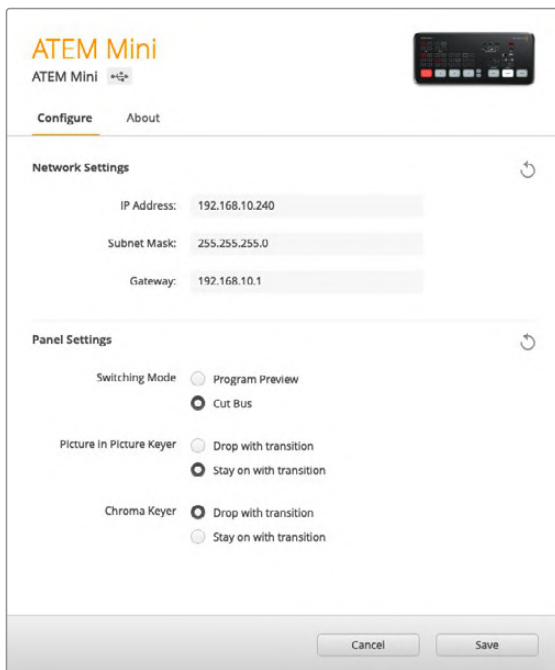 ATEM Mini
ATEM Mini
Configure About
Network Settings
IP Address: 192.168.10.240
Subnet Mask: 255.255.255.0
Gateway: 192.168.10.1
Panel Settings
Switching Mode Program Preview
Cut Bus
Picture in Picture Keyer Drop with transition
Stay on with transition
Chroma Keyer Drop with transition
Stay on with transition
Cancel Save